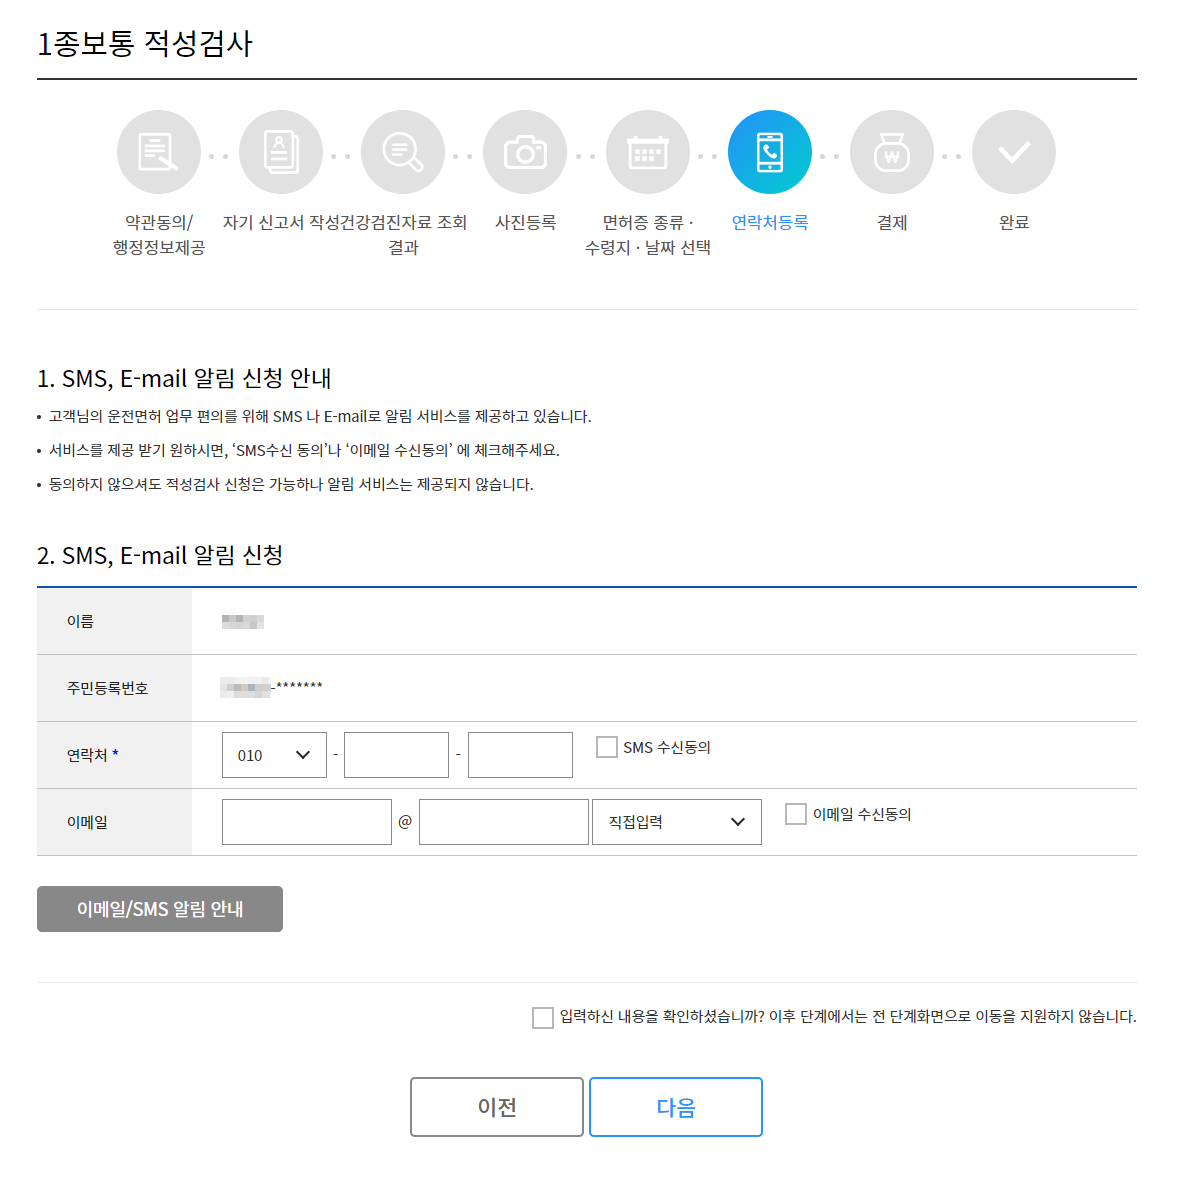 1종보통 적성검사
약관동의/
행정정보제공
자기 신고서 작성
건강검진자료 조회
결과
사진등록
면허증 종류 ·
수령지 · 날짜 선택
연락처등록
결제
완료
1. SMS, E-mail 알림 신청 안내
• 고객님의 운전면허 업무 편의를 위해 SMS 나 E-mail로 알림 서비스를 제공하고 있습니다.
• 서비스를 제공 받기 원하시면, ‘SMS수신 동의’나 ‘이메일 수신동의’ 에 체크해주세요.
• 동의하지 않으셔도 적성검사 신청은 가능하나 알림 서비스는 제공되지 않습니다.
2. SMS, E-mail 알림 신청
이름
주민등록번호 -*******
연락처 * 010 - - SMS 수신동의
이메일 @ 직접입력 이메일 수신동의
이메일/SMS 알림 안내
입력하신 내용을 확인하셨습니까? 이후 단계에서는 전 단계화면으로 이동을 지원하지 않습니다.
이전 다음